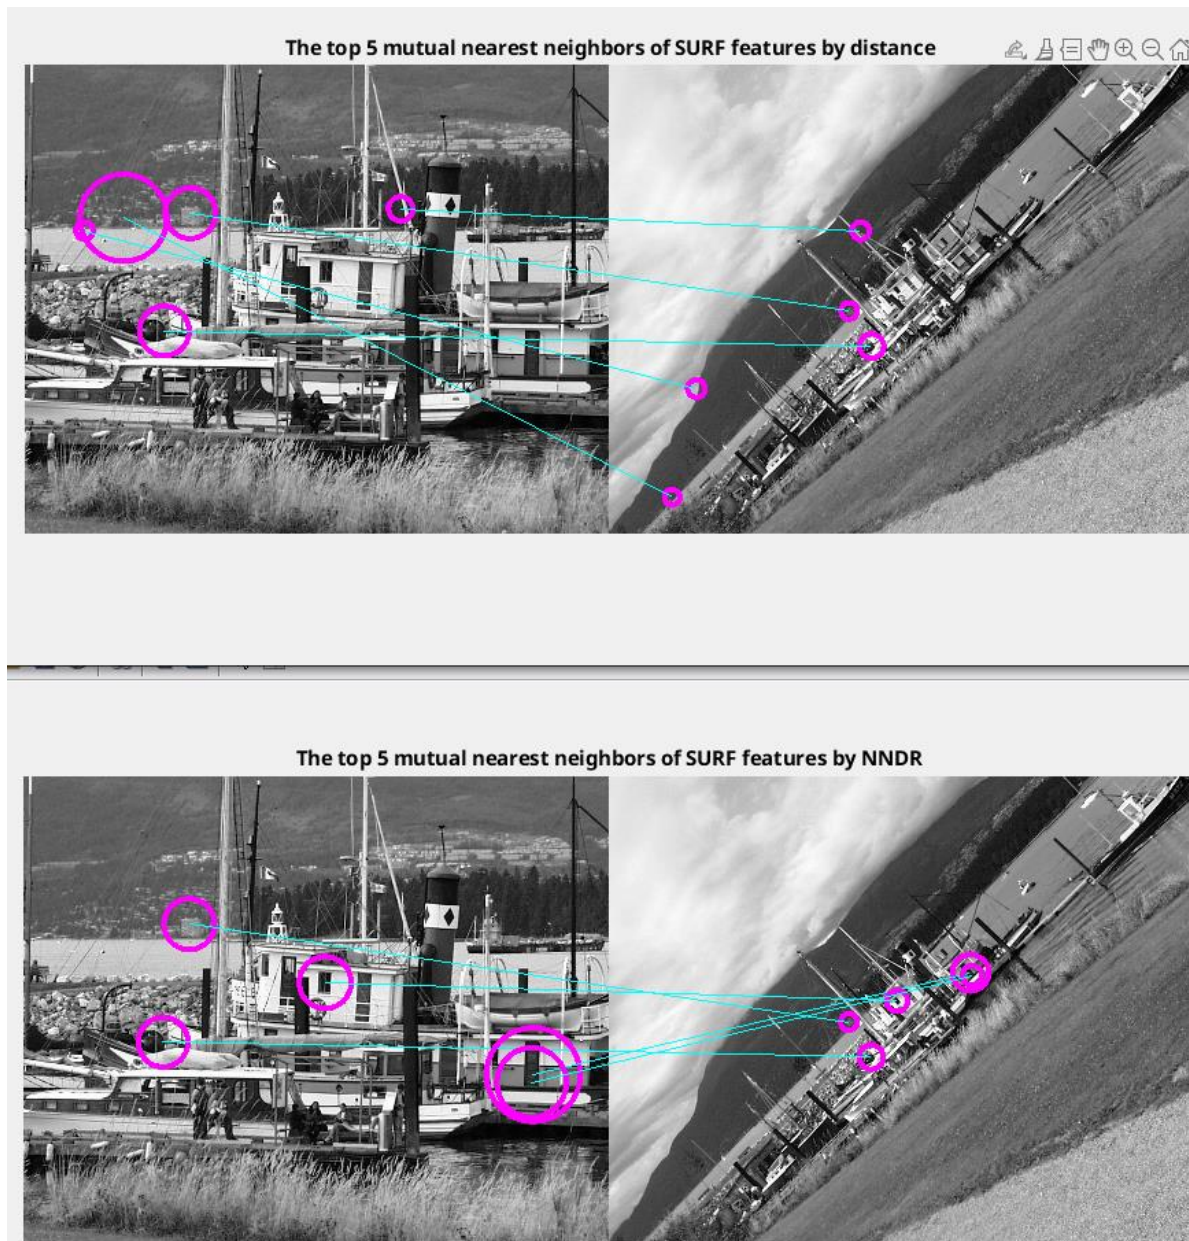 The top 5 mutual nearest neighbors of SURF features by distance
The top 5 mutual nearest neighbors of SURF features by NNDR